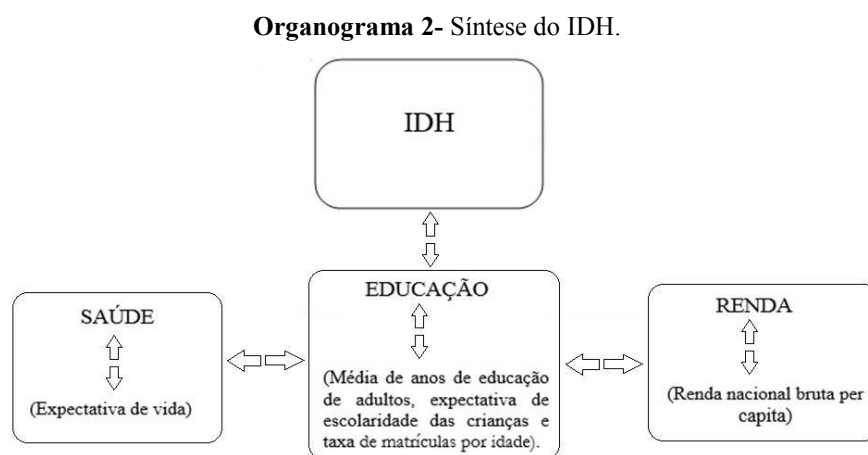 Organograma 2- Síntese do IDH.
IDH
SAÚDE
(Expectativa de vida)
EDUCAÇÃO
(Média de anos de educação
de adultos, expectativa de
escolaridade das crianças e
taxa de matrículas por idade).
RENDA
(Renda nacional bruta per
capita)